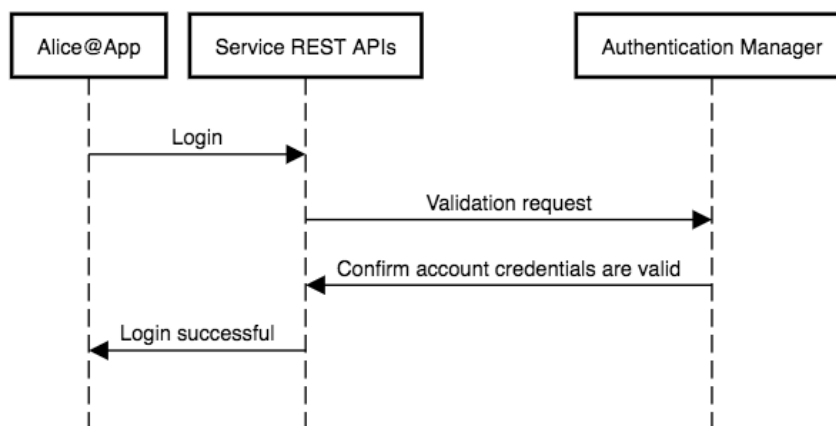 Alice@App
Service REST APIs
Authentication Manager
Login
Validation request
Confirm account credentials are valid
Login successful